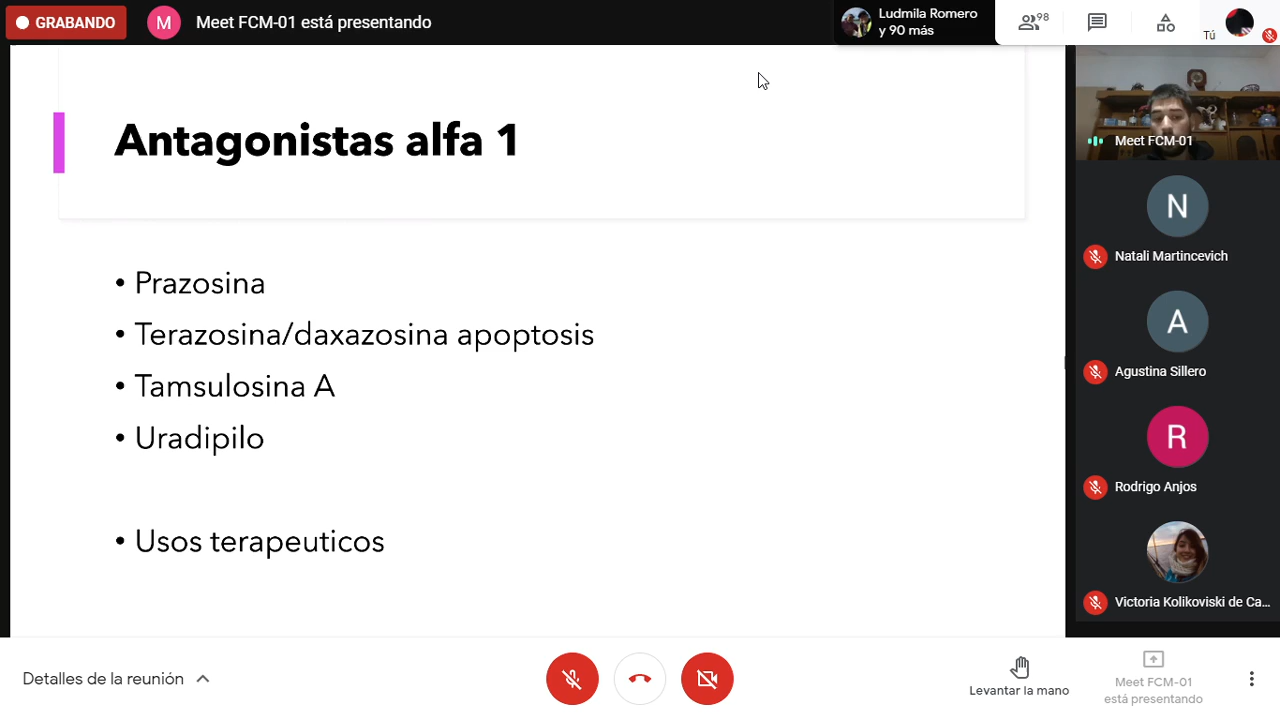 GRABANDO
M
Meet FCM-01 está presentando
Ludmila Romero
y 90 más
98
Tú
Antagonistas alfa 1
• Prazosina
• Terazosina/daxazosina apoptosis
• Tamsulosina A
• Uradipilo
• Usos terapeuticos
Meet FCM-01
N
Natali Martincevich
A
Agustina Sillero
R
Rodrigo Anjos
Victoria Kolikoviski de Ca...
Detalles de la reunión
Levantar la mano
Meet FCM-01
está presentando